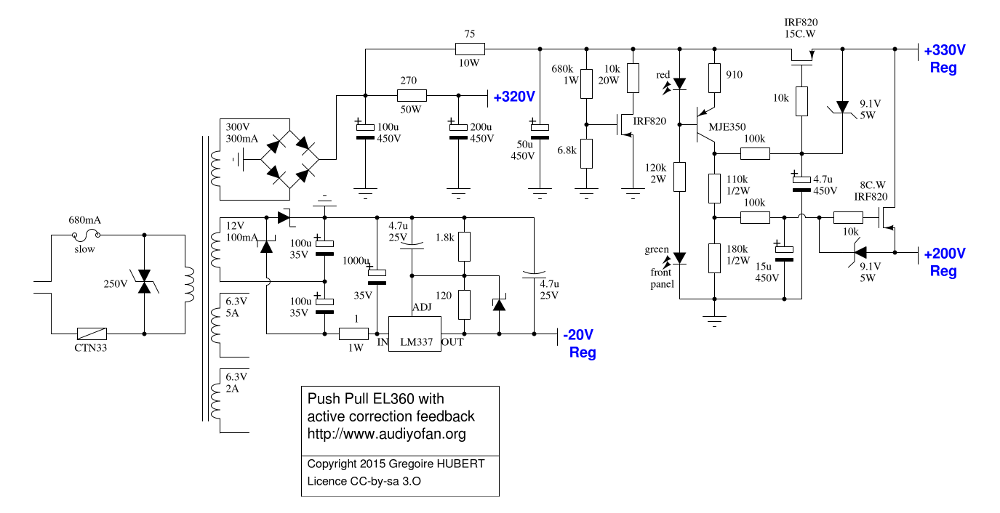 75
10W
270
50W
+320V
100u
450V
200u
450V
50u
450V
680k
1W
10k
20W
IRF820
6.8k
red
910
MJE350
120k
2W
green
front
panel
IRF820
15C.W
10k
9.1V
5W
+330V
Reg
100k
110k
1/2W
100k
180k
1/2W
4.7u
450V
15u
450V
8C.W
IRF820
10k
9.1V
5W
+200V
Reg
300V
300mA
680mA
slow
250V
CTN33
12V
100mA
6.3V
5A
6.3V
2A
100u
35V
100u
35V
1000u
35V
4.7u
25V
1.8k
120
4.7u
25V
1
1W
ADJ
IN
LM337
OUT
-20V
Reg
Push Pull EL360 with
active correction feedback
http://www.audiyofan.org
Copyright 2015 Gregoire HUBERT
Licence CC-by-sa 3.O